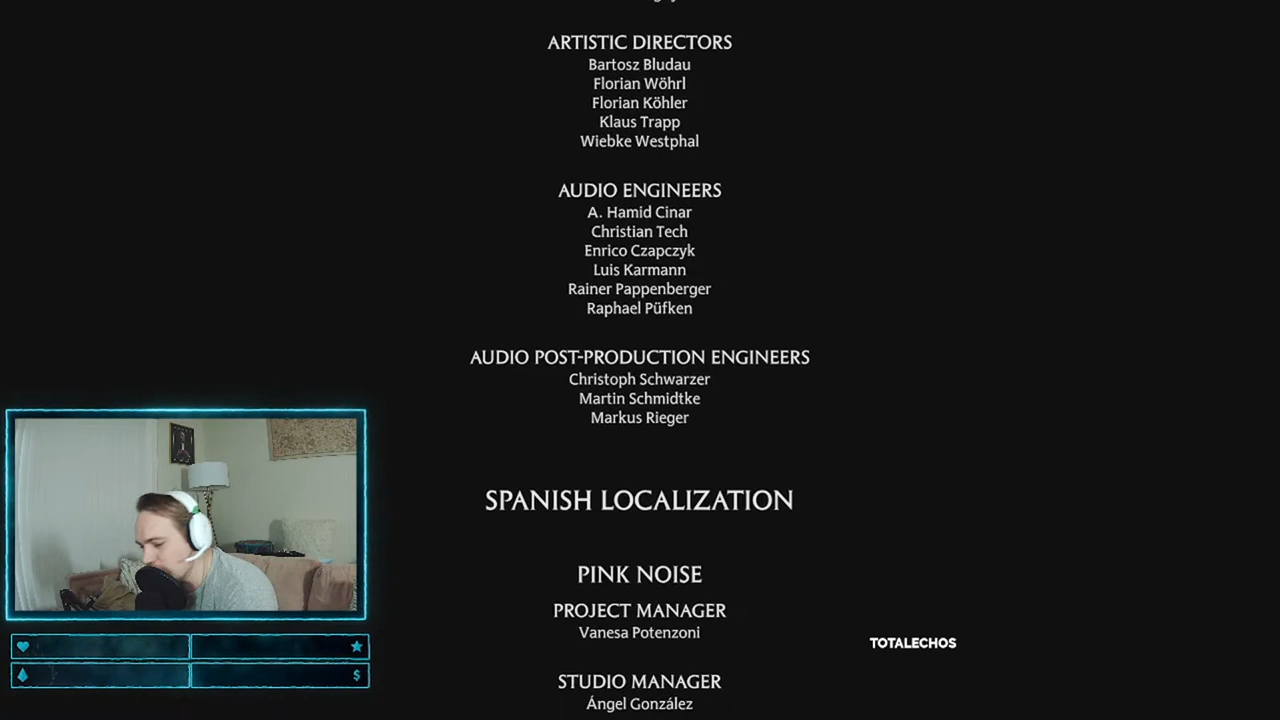 ARTISTIC DIRECTORS
Bartosz Bludau
Florian Wöhrl
Florian Köhler
Klaus Trapp
Wiebke Westphal
AUDIO ENGINEERS
A. Hamid Cinar
Christian Tech
Enrico Czapczyk
Luis Karmann
Rainer Pappenberger
Raphael Püfken
AUDIO POST-PRODUCTION ENGINEERS
Christoph Schwarzer
Martin Schmidtke
Markus Rieger
SPANISH LOCALIZATION
PINK NOISE
PROJECT MANAGER
Vanesa Potenzoni
TOTALECHOS
STUDIO MANAGER
Ángel González
$